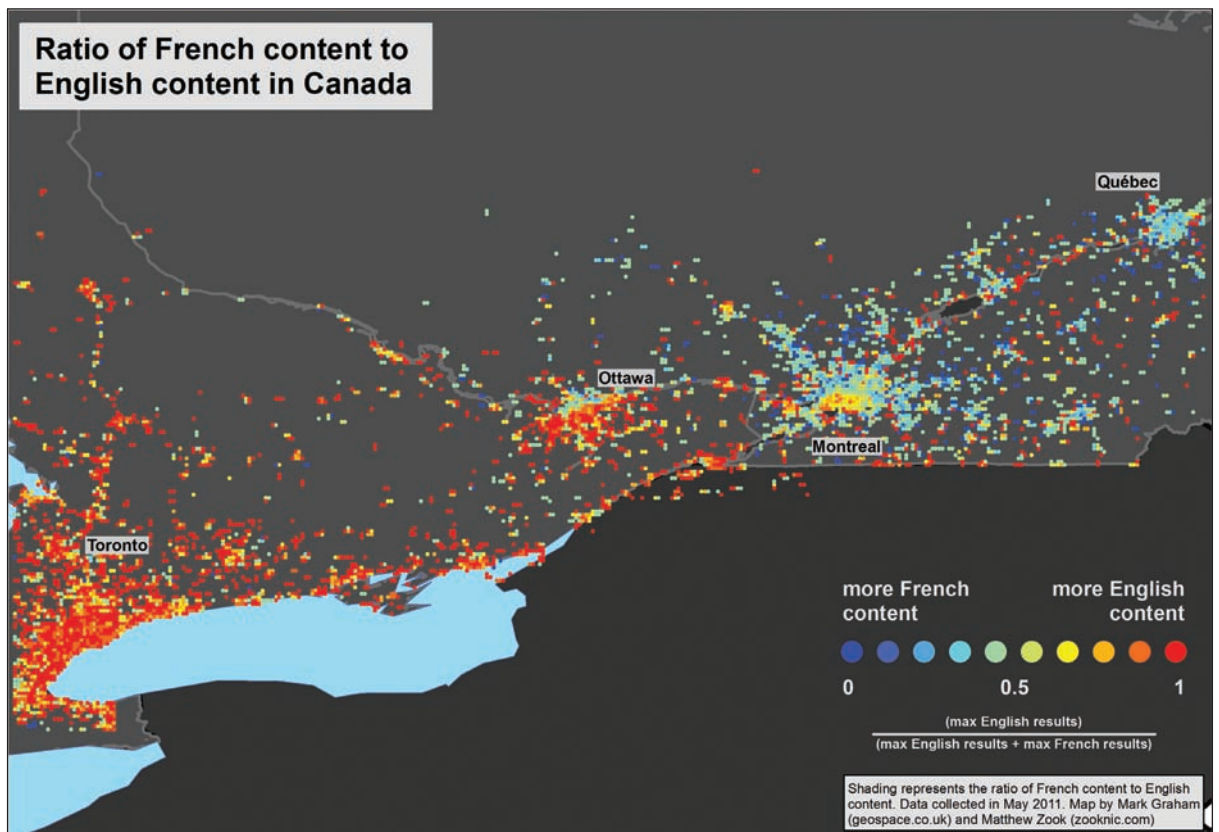 Ratio of French content to
English content in Canada
Québec
Ottawa
Montreal
Toronto
more French
content
more English
content
0
0.5
1
(max English results)
(max English results + max French results)
Shading represents the ratio of French content to English
content. Data collected in May 2011. Map by Mark Graham
(geospace.co.uk) and Matthew Zook (zooknic.com)